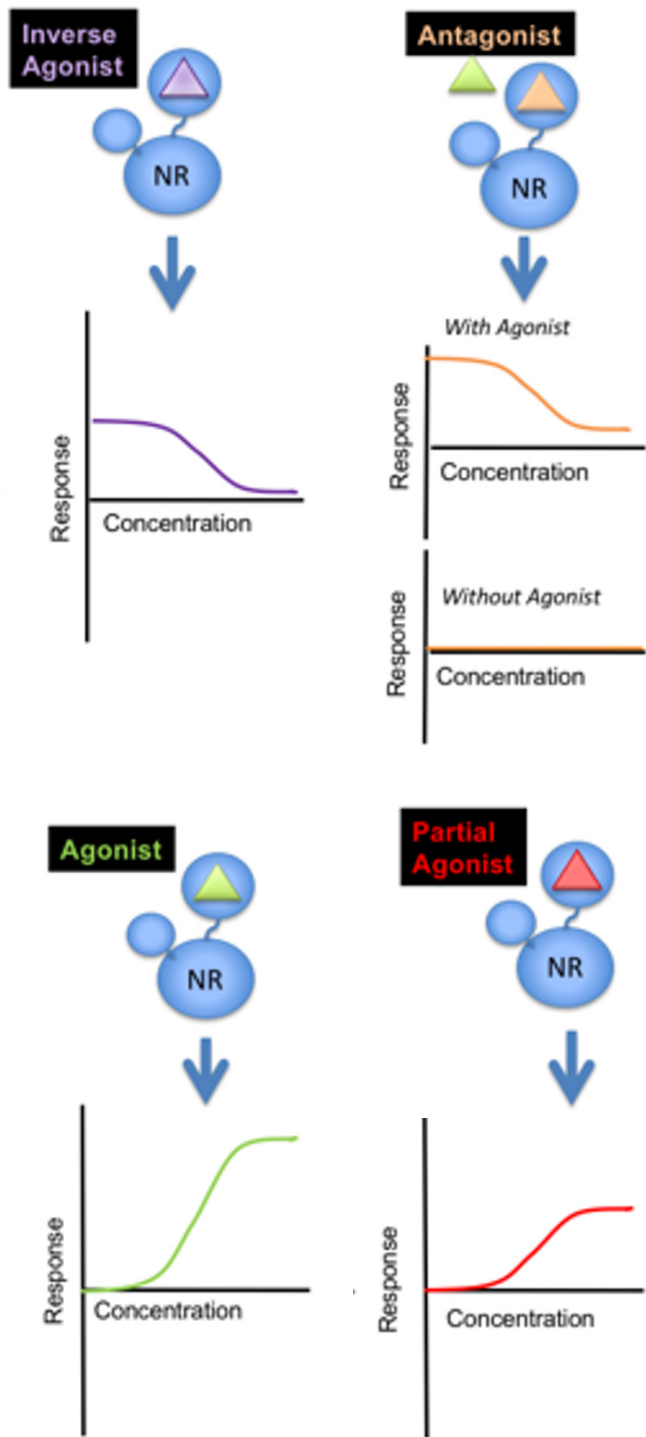 Inverse
Agonist
NR
Response
Concentration
Antagonist
NR
With Agonist
Response
Concentration
Without Agonist
Response
Concentration
Agonist
NR
Response
Concentration
Partial
Agonist
NR
Response
Concentration